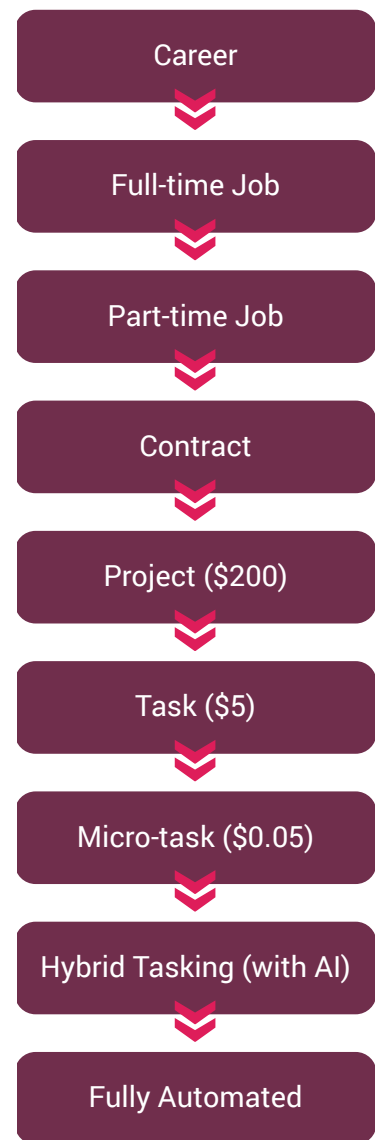 Career
Full-time Job
Part-time Job
Contract
Project ($200)
Task ($5)
Micro-task ($0.05)
Hybrid Tasking (with AI)
Fully Automated